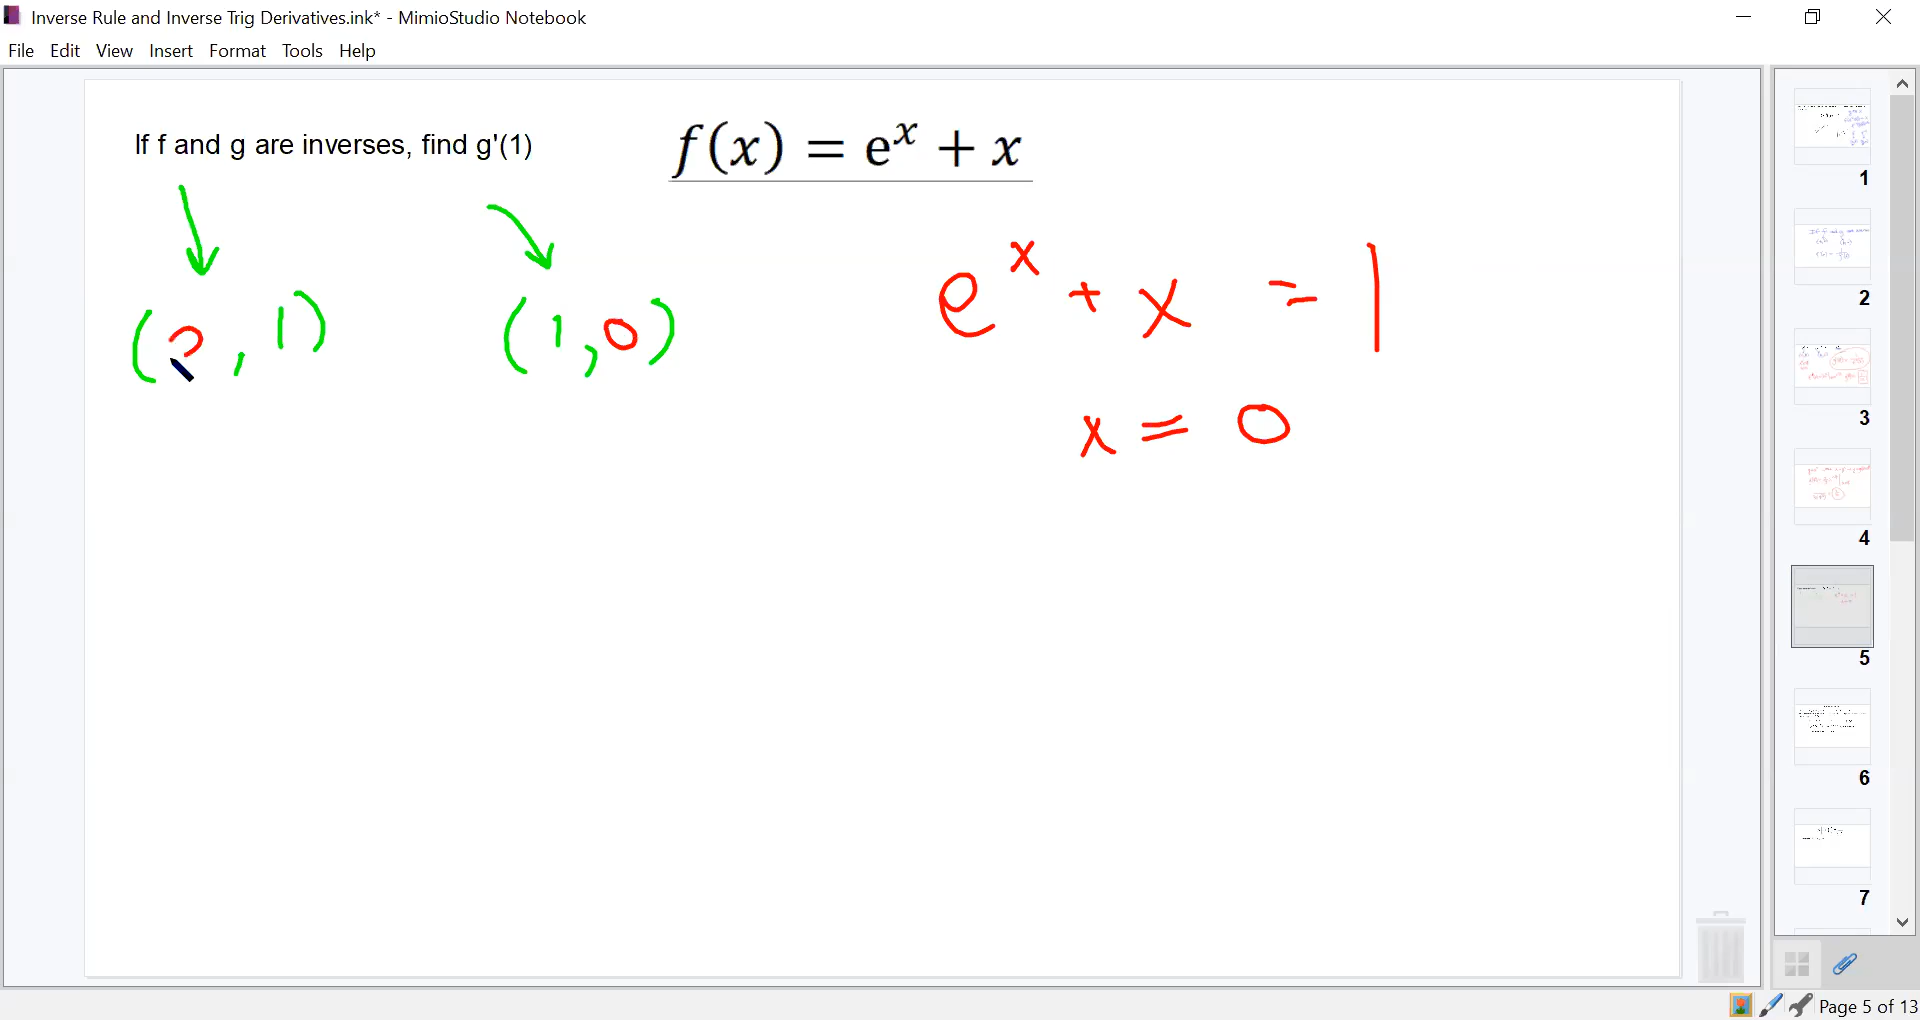 Inverse Rule and Inverse Trig Derivatives.ink* - MimioStudio Notebook
File Edit View Insert Format Tools Help
If f and g are inverses, find g'(1)
f(x) = eˣ + x
( , 1) (1, 0)
eˣ + x = 1
x = 0
1
2
3
4
5
6
7
Page 5 of 13